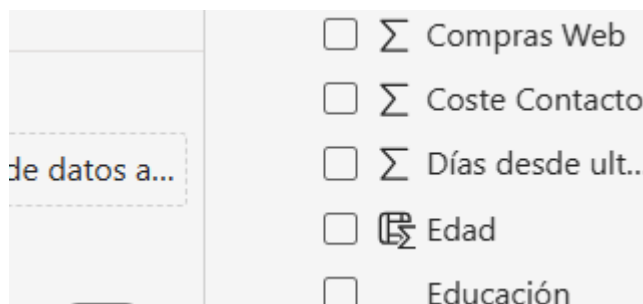 Compras Web
Coste Contacto
de datos a...
Días desde ult...
Edad
Educación